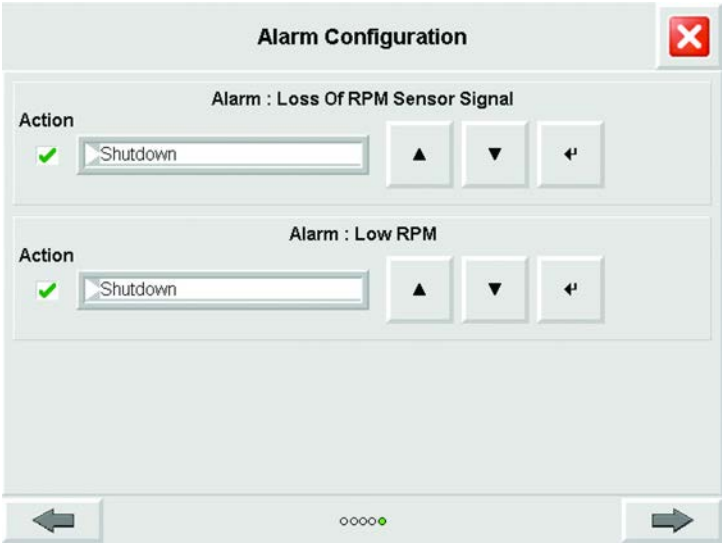 Alarm Configuration
Alarm : Loss Of RPM Sensor Signal
Action
Shutdown
Alarm : Low RPM
Action
Shutdown